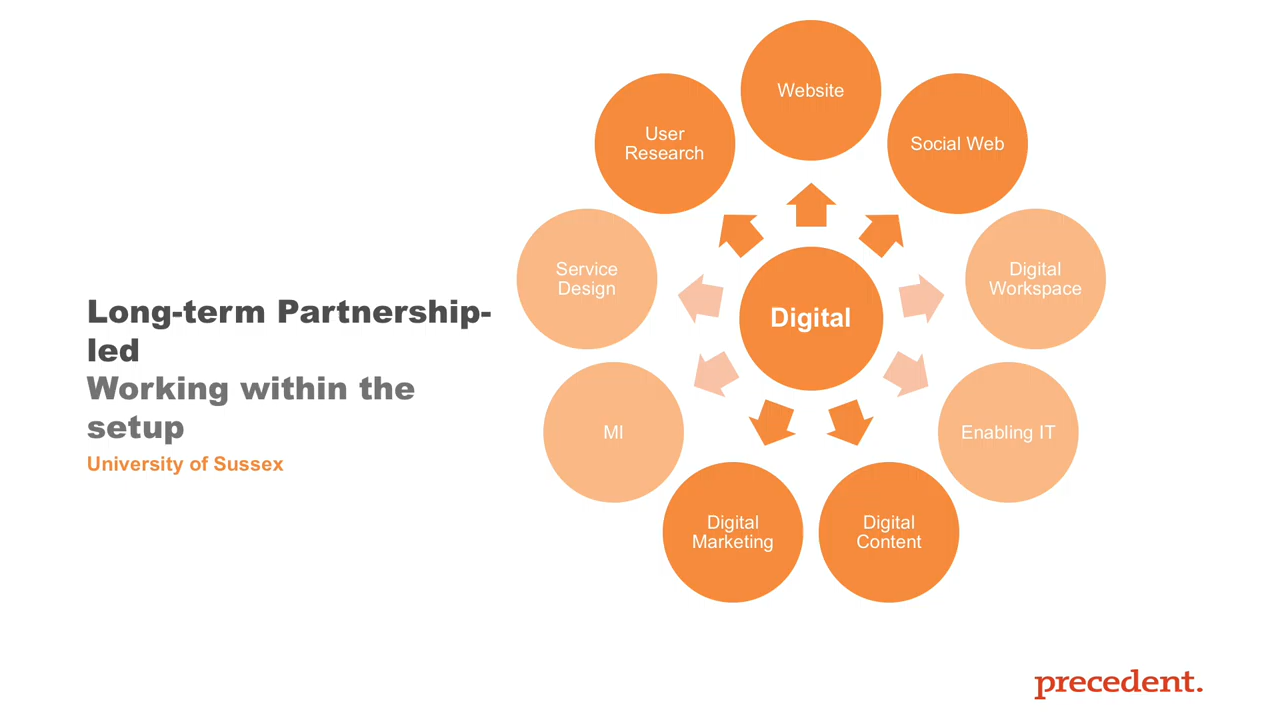 Long-term Partnership-
led
Working within the
setup
University of Sussex
Website
Social Web
Digital
Workspace
Enabling IT
Digital
Content
Digital
Marketing
MI
Service
Design
User
Research
Digital
precedent.